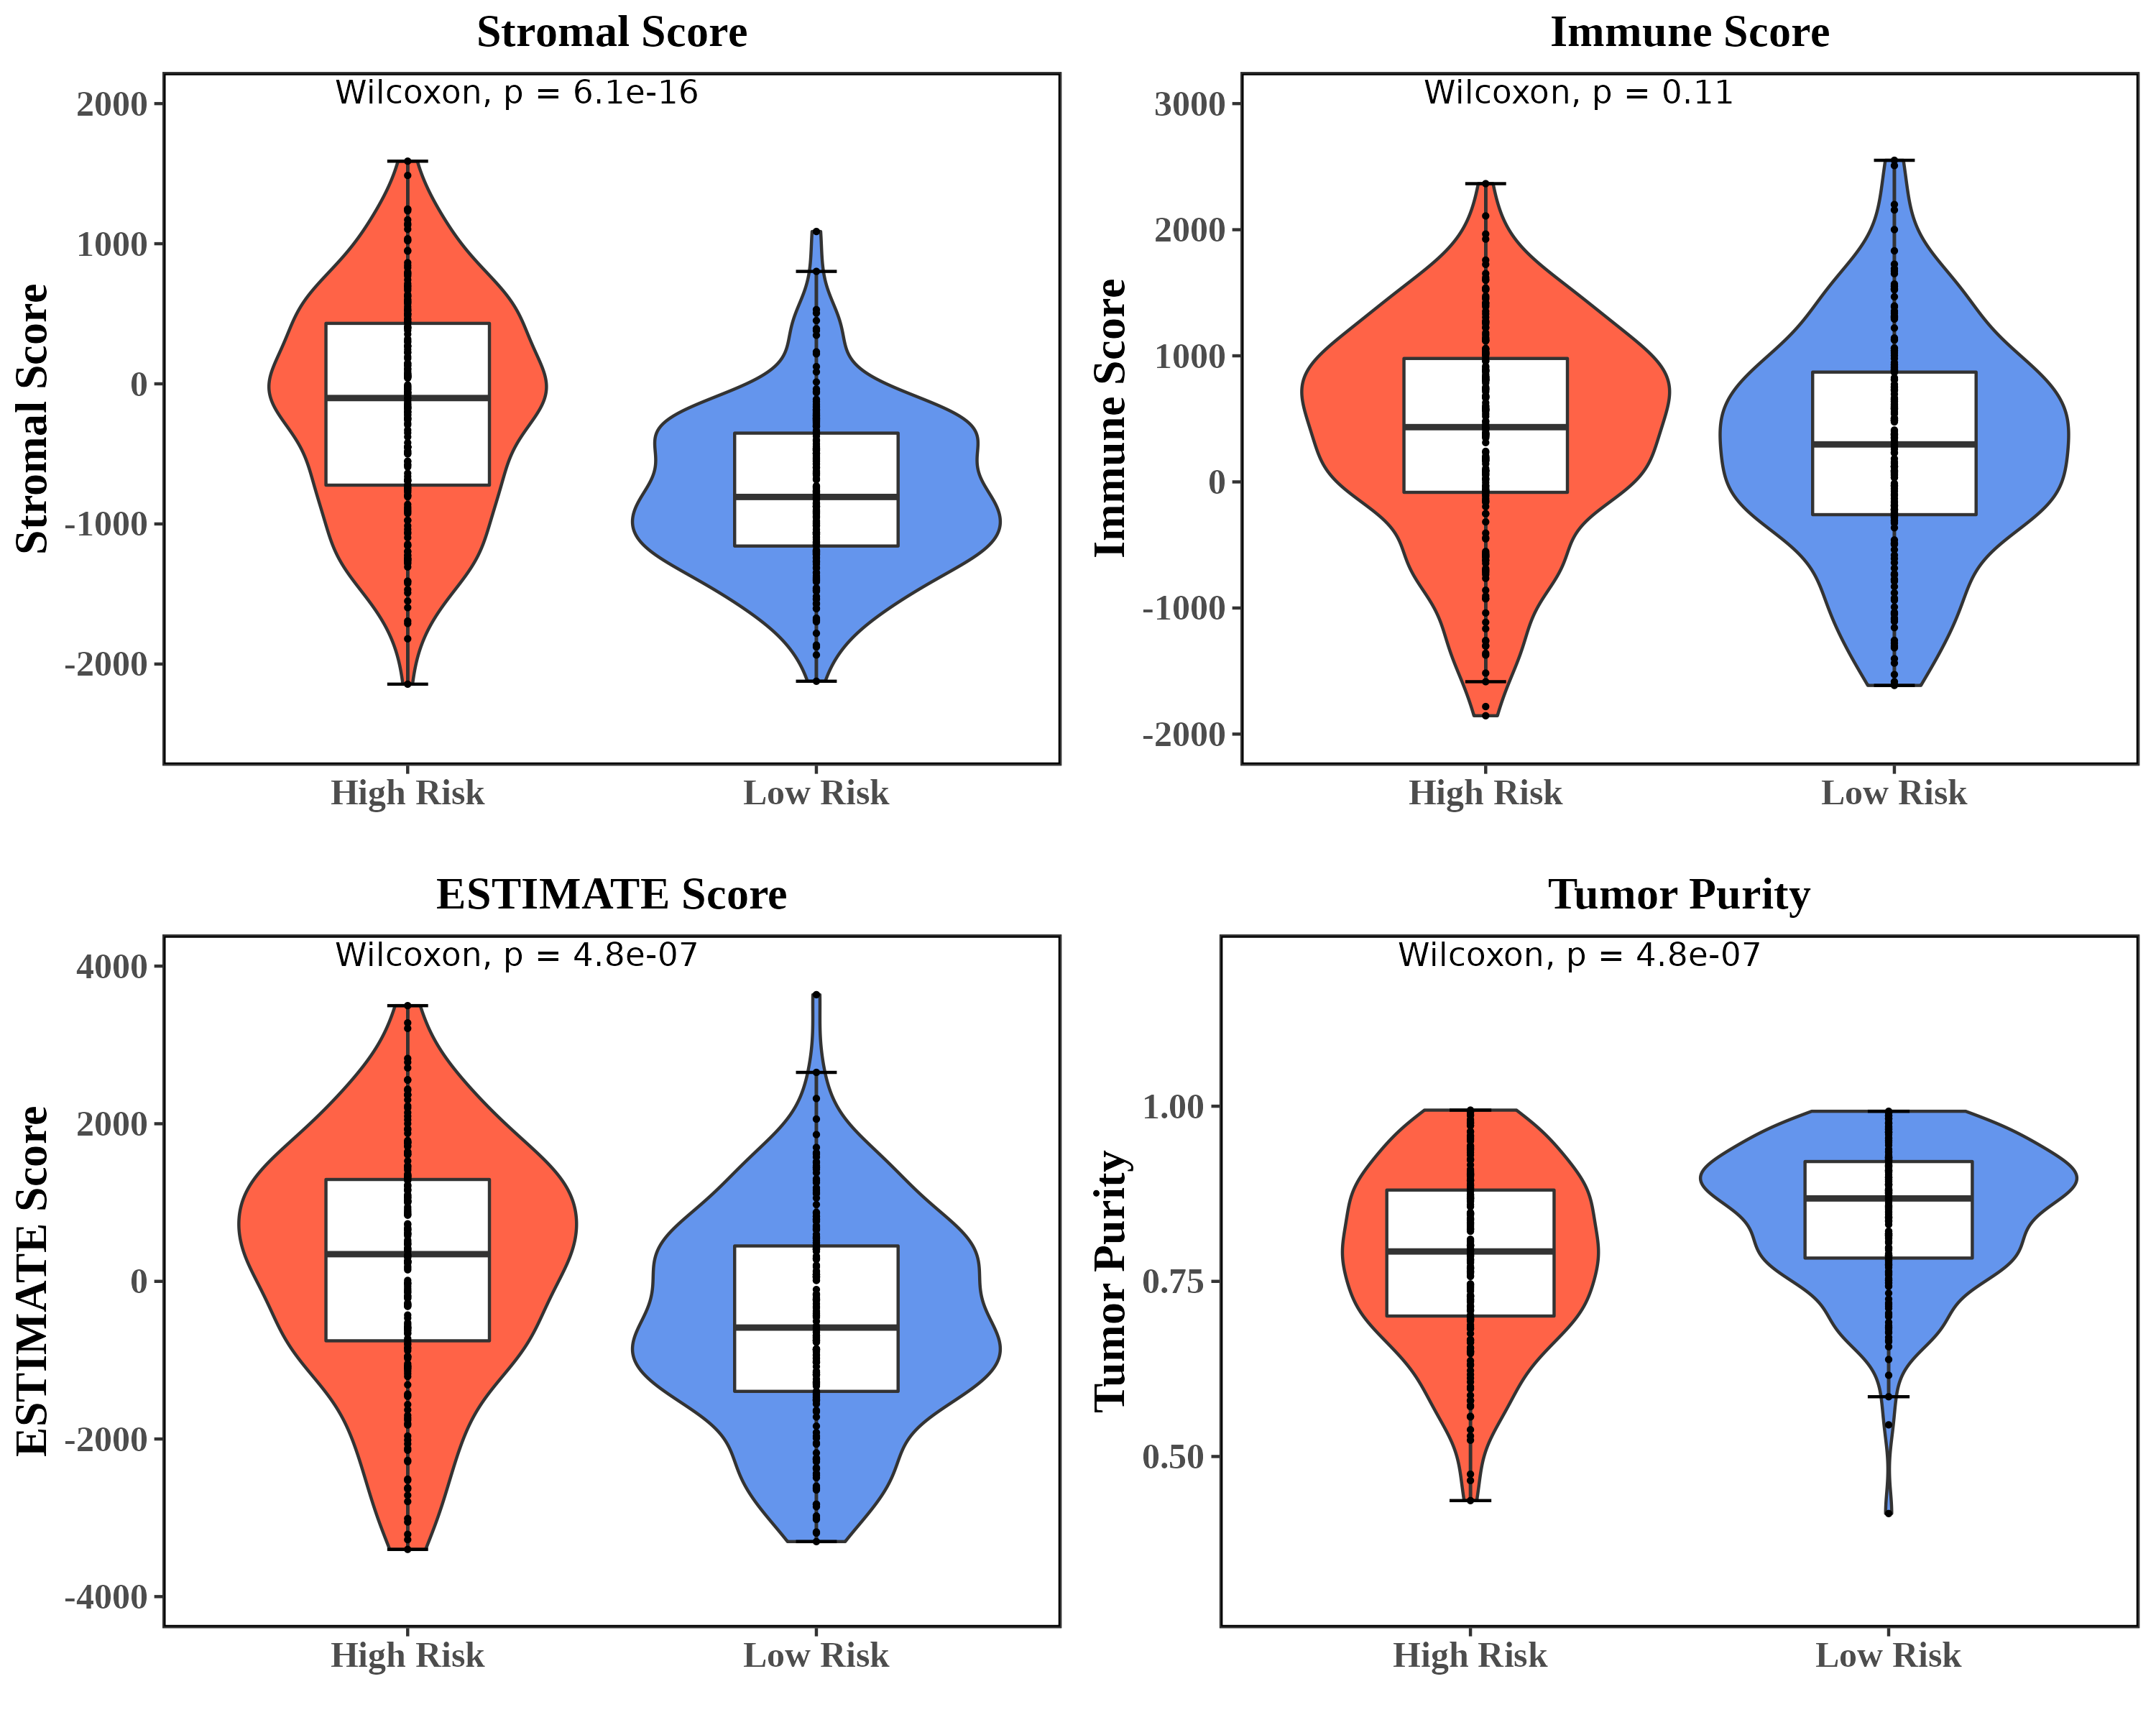 Stromal Score
Wilcoxon, p = 6.1e-16
Stromal Score
2000
1000
0
-1000
-2000
High Risk
Low Risk
Immune Score
Wilcoxon, p = 0.11
Immune Score
3000
2000
1000
0
-1000
-2000
High Risk
Low Risk
ESTIMATE Score
Wilcoxon, p = 4.8e-07
ESTIMATE Score
4000
2000
0
-2000
-4000
High Risk
Low Risk
Tumor Purity
Wilcoxon, p = 4.8e-07
Tumor Purity
1.00
0.75
0.50
High Risk
Low Risk